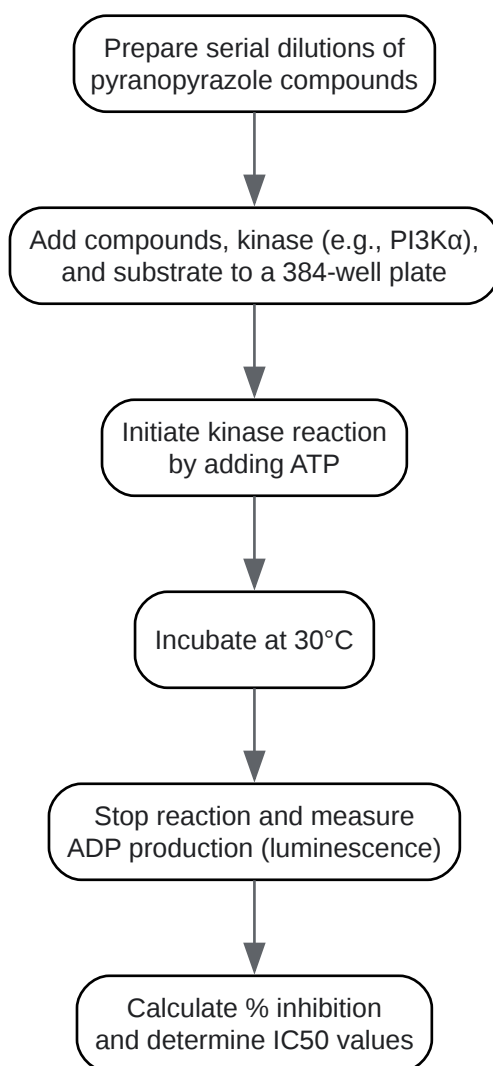 Prepare serial dilutions of
pyranopyrazole compounds
Add compounds, kinase (e.g., PI3Kα),
and substrate to a 384-well plate
Initiate kinase reaction
by adding ATP
Incubate at 30°C
Stop reaction and measure
ADP production (luminescence)
Calculate % inhibition
and determine IC50 values